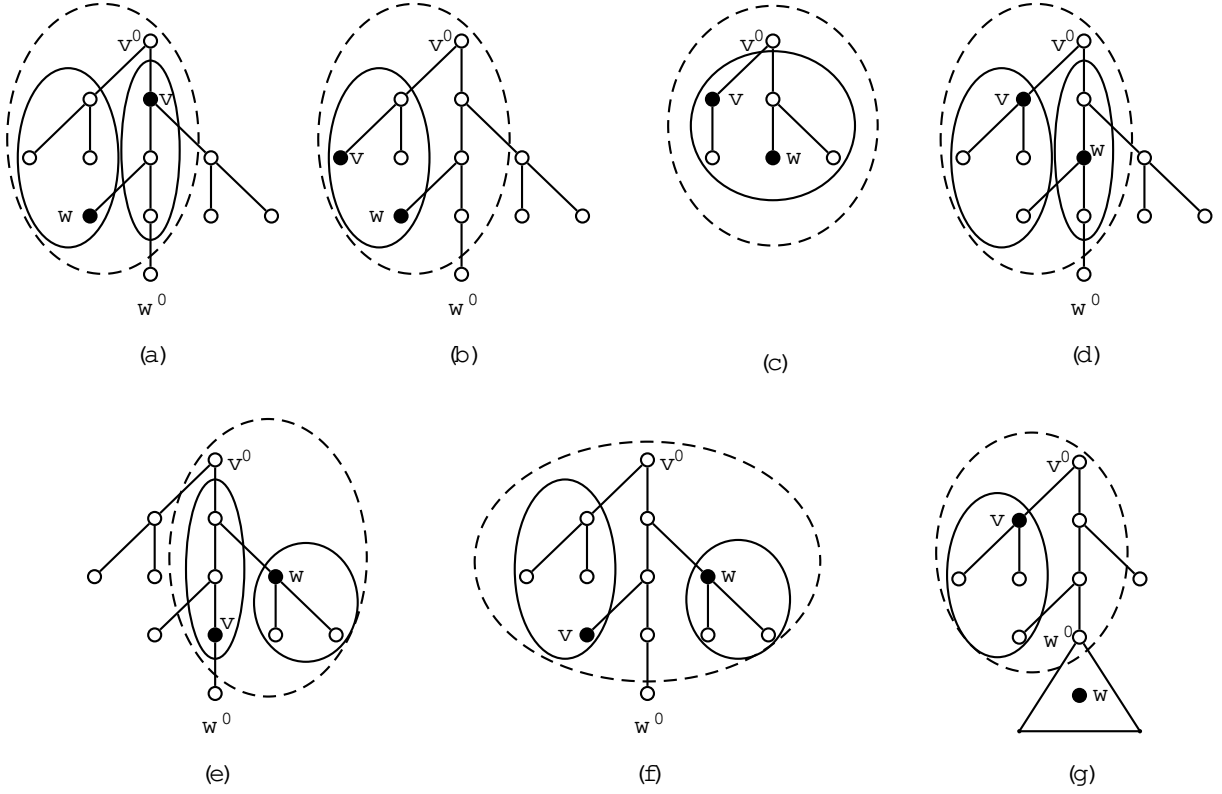 v⁰ v⁰ v⁰ v⁰
v v v
v w w
w w
w⁰ w⁰ w⁰
(a) (b) (c) (d)
v⁰ v⁰ v⁰
v
w w
v v w⁰
w
w⁰ w⁰
(e) (f) (g)